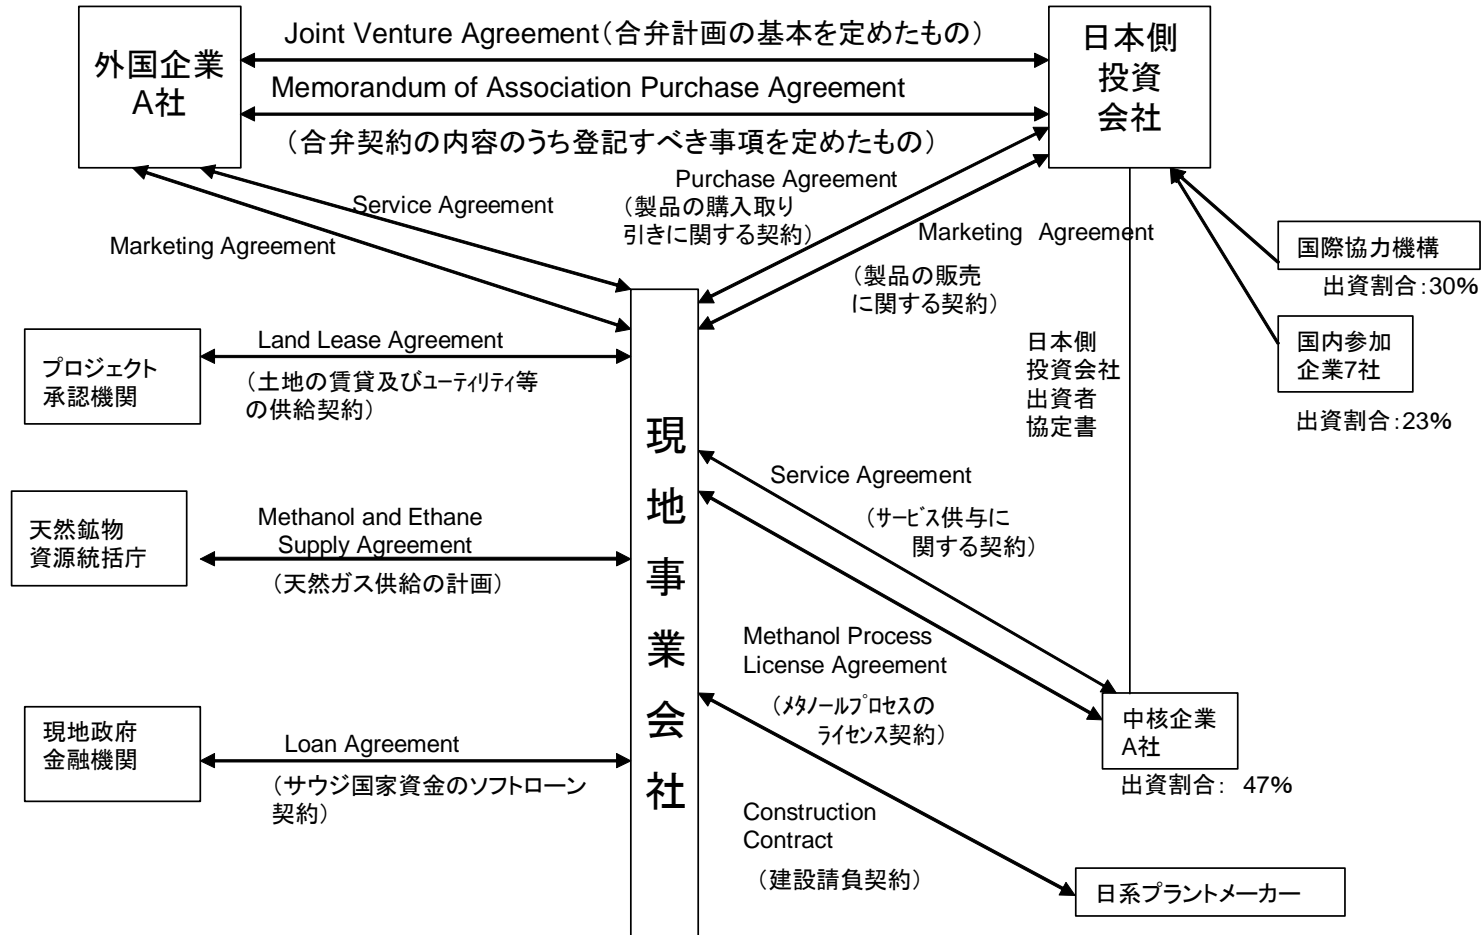 外国企業
A社
Joint Venture Agreement(合弁計画の基本を定めたもの)
Memorandum of Association Purchase Agreement
(合弁契約の内容のうち登記すべき事項を定めたもの)
日本側
投資
会社
Service Agreement
Marketing Agreement
Purchase Agreement
(製品の購入取り
引きに関する契約)
Marketing Agreement
(製品の販売
に関する契約)
国際協力機構
出資割合:30%
国内参加
企業7社
出資割合:23%
日本側
投資会社
出資者
協定書
プロジェクト
承認機関
Land Lease Agreement
(土地の賃貸及びユーティリティ等
の供給契約)
天然鉱物
資源統括庁
Methanol and Ethane
Supply Agreement
(天然ガス供給の計画)
現地政府
金融機関
Loan Agreement
(サウジ国家資金のソフトローン
契約)
現地事業会社
Service Agreement
(サービス供与に
関する契約)
Methanol Process
License Agreement
(メタノールプロセスの
ライセンス契約)
中核企業
A社
出資割合: 47%
Construction
Contract
(建設請負契約)
日系プラントメーカー